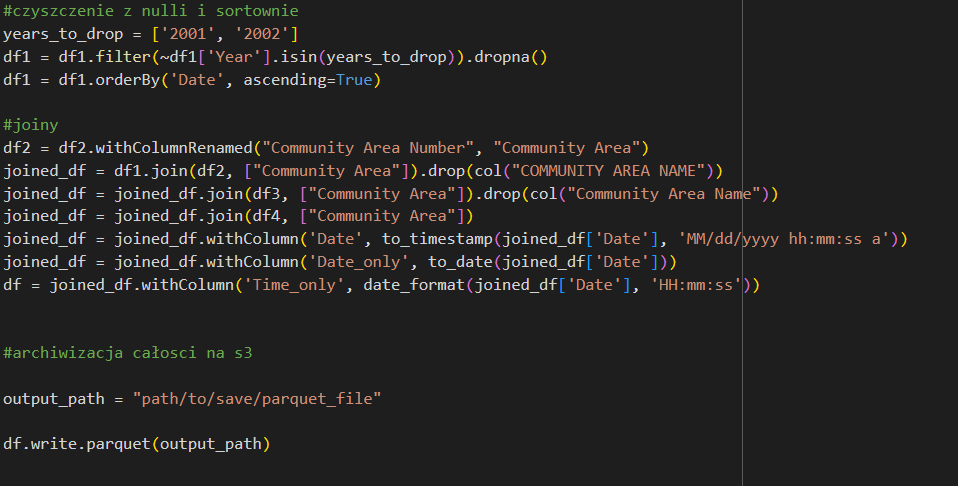 #czyszczenie z nulli i sortownie
years_to_drop = ['2001', '2002']
df1 = df1.filter(~df1['Year'].isin(years_to_drop)).dropna()
df1 = df1.orderBy('Date', ascending=True)
#joiny
df2 = df2.withColumnRenamed("Community Area Number", "Community Area")
joined_df = df1.join(df2, ["Community Area"]).drop(col("COMMUNITY AREA NAME"))
joined_df = joined_df.join(df3, ["Community Area"]).drop(col("Community Area Name"))
joined_df = joined_df.join(df4, ["Community Area"])
joined_df = joined_df.withColumn('Date', to_timestamp(joined_df['Date'], 'MM/dd/yyyy hh:mm:ss a'))
joined_df = joined_df.withColumn('Date_only', to_date(joined_df['Date']))
df = joined_df.withColumn('Time_only', date_format(joined_df['Date'], 'HH:mm:ss'))
#archiwizacja całosci na s3
output_path = "path/to/save/parquet_file"
df.write.parquet(output_path)